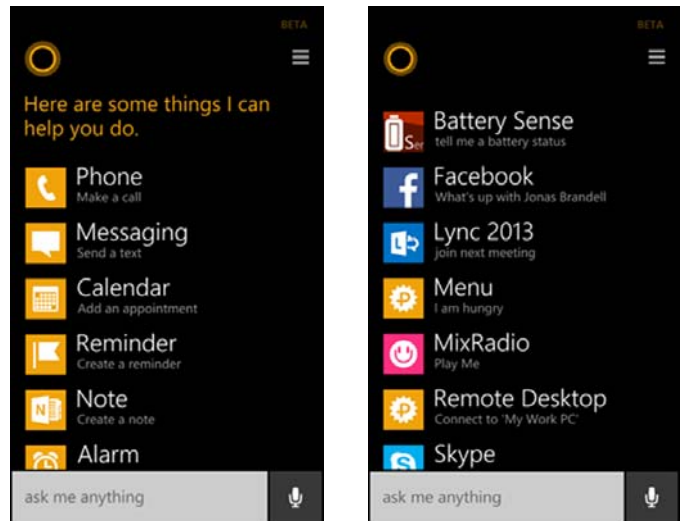 BETA
Here are some things I can
help you do.
Phone
Make a call
Messaging
Send a text
Calendar
Add an appointment
Reminder
Create a reminder
N
Note
Create a note
Alarm
ask me anything
BETA
Ser
Battery Sense
tell me a battery status
f
Facebook
What's up with Jonas Brandell
L
Lync 2013
join next meeting
P
Menu
I am hungry
MixRadio
Play Me
P
Remote Desktop
Connect to 'My Work PC'
S
Skype
ask me anything